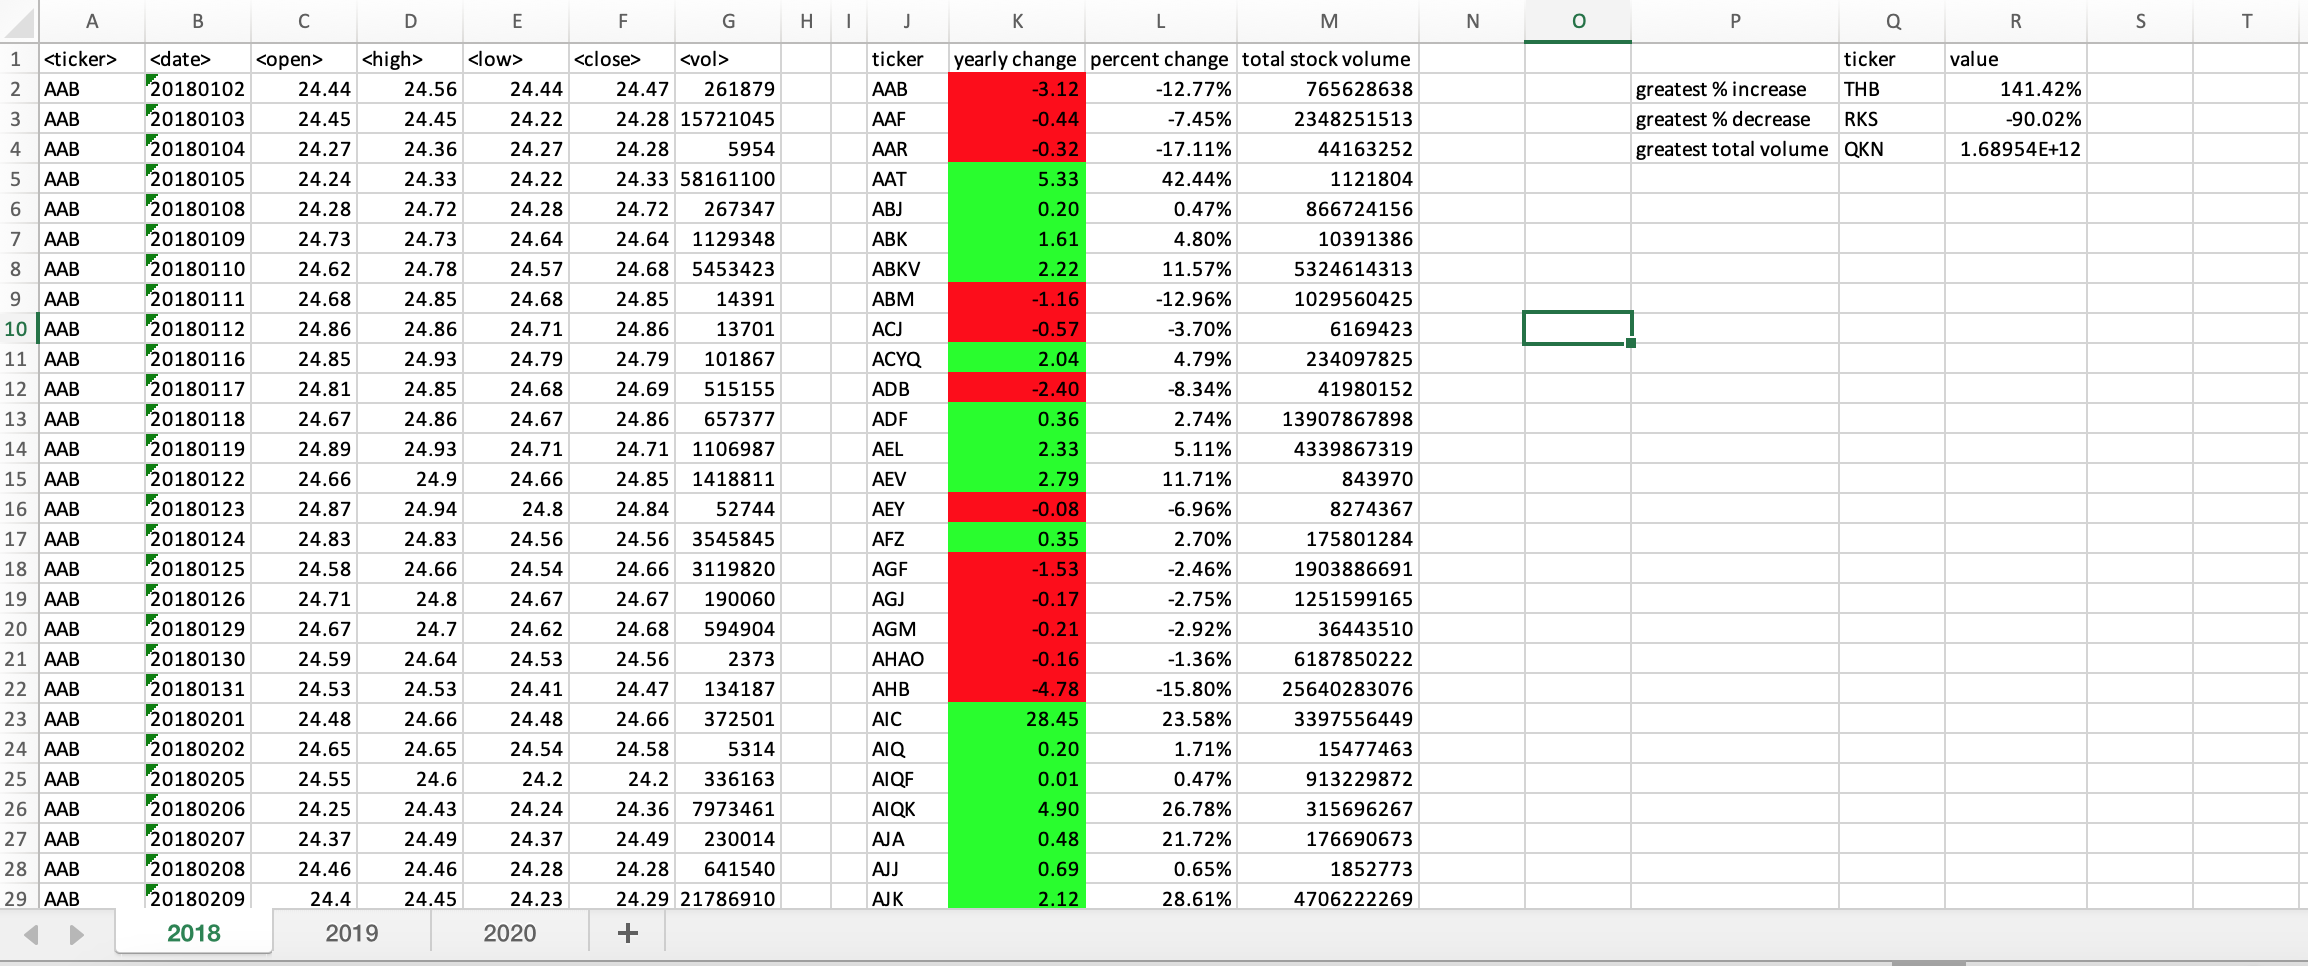 A B C D E F G H I J K L M N O P Q R S T
1 <ticker> <date> <open> <high> <low> <close> <vol> ticker yearly change percent change total stock volume ticker value
2 AAB 20180102 24.44 24.56 24.44 24.47 261879 AAB -3.12 -12.77% 765628638 greatest % increase THB 141.42%
3 AAB 20180103 24.45 24.45 24.22 24.28 15721045 AAF -0.44 -7.45% 2348251513 greatest % decrease RKS -90.02%
4 AAB 20180104 24.27 24.36 24.27 24.28 5954 AAR -0.32 -17.11% 44163252 greatest total volume QKN 1.68954E+12
5 AAB 20180105 24.24 24.33 24.22 24.33 58161100 AAT 5.33 42.44% 1121804
6 AAB 20180108 24.28 24.72 24.28 24.72 267347 ABJ 0.20 0.47% 866724156
7 AAB 20180109 24.73 24.73 24.64 24.64 1129348 ABK 1.61 4.80% 10391386
8 AAB 20180110 24.62 24.78 24.57 24.68 5453423 ABKV 2.22 11.57% 5324614313
9 AAB 20180111 24.68 24.85 24.68 24.85 14391 ABM -1.16 -12.96% 1029560425
10 AAB 20180112 24.86 24.86 24.71 24.86 13701 ACJ -0.57 -3.70% 6169423
11 AAB 20180116 24.85 24.93 24.79 24.79 101867 ACYQ 2.04 4.79% 234097825
12 AAB 20180117 24.81 24.85 24.68 24.69 515155 ADB -2.40 -8.34% 41980152
13 AAB 20180118 24.67 24.86 24.67 24.86 657377 ADF 0.36 2.74% 13907867898
14 AAB 20180119 24.89 24.93 24.71 24.71 1106987 AEL 2.33 5.11% 4339867319
15 AAB 20180122 24.66 24.9 24.66 24.85 1418811 AEV 2.79 11.71% 843970
16 AAB 20180123 24.87 24.94 24.8 24.84 52744 AEY -0.08 -6.96% 8274367
17 AAB 20180124 24.83 24.83 24.56 24.56 3545845 AFZ 0.35 2.70% 175801284
18 AAB 20180125 24.58 24.66 24.54 24.66 3119820 AGF -1.53 -2.46% 1903886691
19 AAB 20180126 24.71 24.8 24.67 24.67 190060 AGJ -0.17 -2.75% 1251599165
20 AAB 20180129 24.67 24.7 24.62 24.68 594904 AGM -0.21 -2.92% 36443510
21 AAB 20180130 24.59 24.64 24.53 24.56 2373 AHAO -0.16 -1.36% 6187850222
22 AAB 20180131 24.53 24.53 24.41 24.47 134187 AHB -4.78 -15.80% 25640283076
23 AAB 20180201 24.48 24.66 24.48 24.66 372501 AIC 28.45 23.58% 3397556449
24 AAB 20180202 24.65 24.65 24.54 24.58 5314 AIQ 0.20 1.71% 15477463
25 AAB 20180205 24.55 24.6 24.2 24.2 336163 AIQF 0.01 0.47% 913229872
26 AAB 20180206 24.25 24.43 24.24 24.36 7973461 AIQK 4.90 26.78% 315696267
27 AAB 20180207 24.37 24.49 24.37 24.49 230014 AJA 0.48 21.72% 176690673
28 AAB 20180208 24.46 24.46 24.28 24.28 641540 AJJ 0.69 0.65% 1852773
29 AAB 20180209 24.4 24.45 24.23 24.29 21786910 AJK 2.12 28.61% 4706222269
2018 2019 2020 +